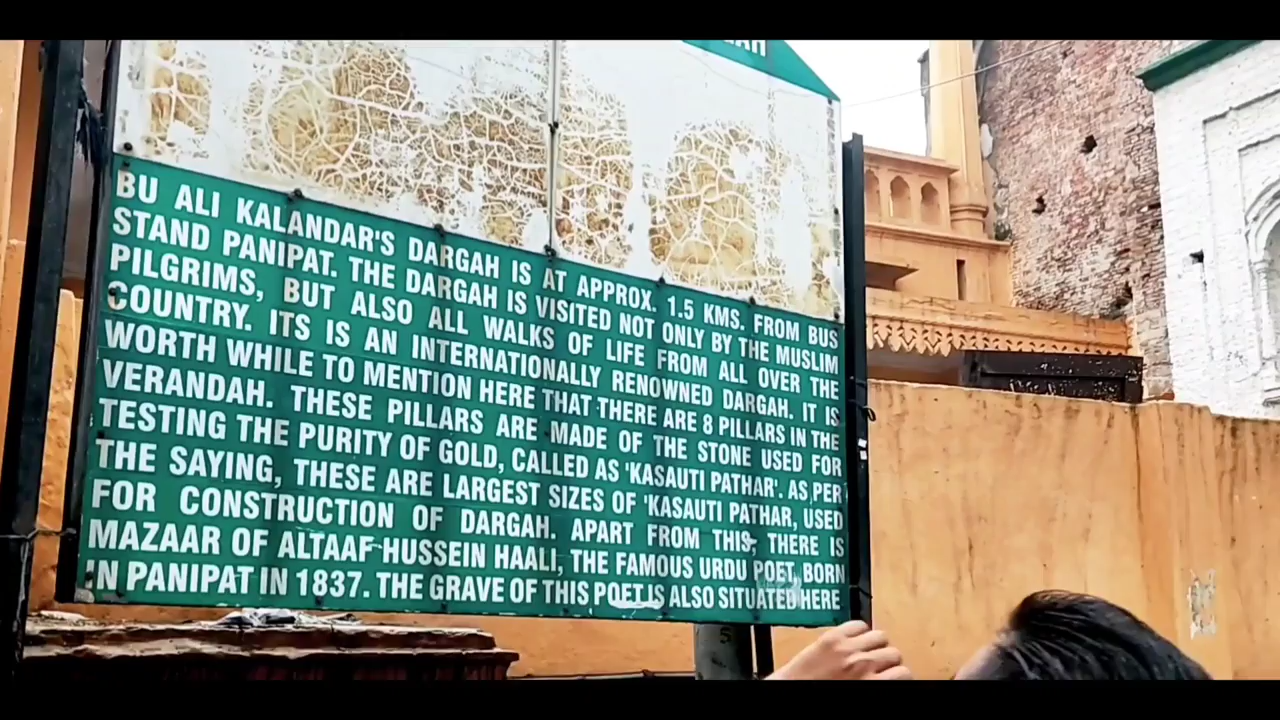 BU ALI KALANDAR'S DARGAH IS AT APPROX. 1.5 KMS. FROM BUS
STAND PANIPAT. THE DARGAH IS VISITED NOT ONLY BY THE MUSLIM
PILGRIMS, BUT ALSO ALL WALKS OF LIFE FROM ALL OVER THE
COUNTRY. ITS IS AN INTERNATIONALLY RENOWNED DARGAH. IT IS
WORTH WHILE TO MENTION HERE THAT THERE ARE 8 PILLARS IN THE
VERANDAH. THESE PILLARS ARE MADE OF THE STONE USED FOR
TESTING THE PURITY OF GOLD, CALLED AS 'KASAUTI PATHAR'. AS PER
THE SAYING, THESE ARE LARGEST SIZES OF 'KASAUTI PATHAR, USED
FOR CONSTRUCTION OF DARGAH. APART FROM THIS, THERE IS
MAZAAR OF ALTAAF HUSSEIN HAALI, THE FAMOUS URDU POET, BORN
IN PANIPAT IN 1837. THE GRAVE OF THIS POET IS ALSO SITUATED HERE